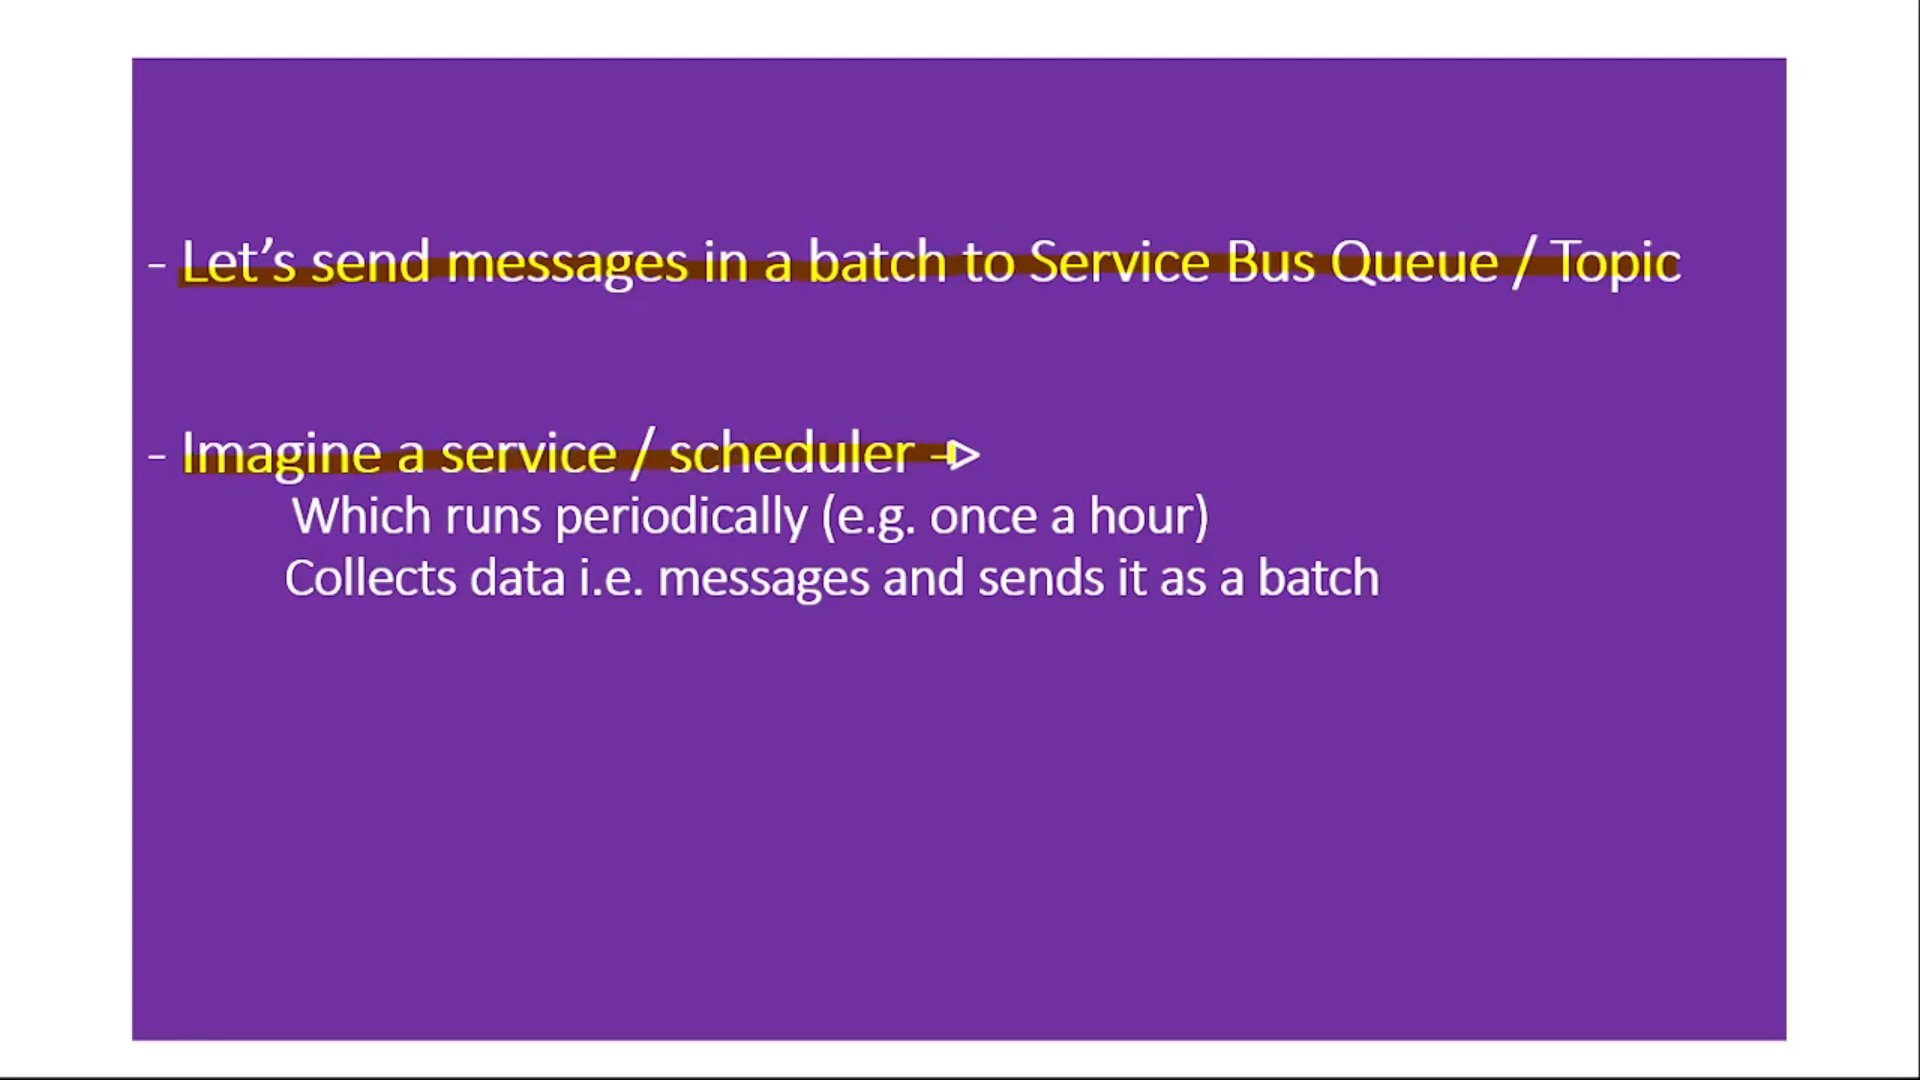 - Let’s send messages in a batch to Service Bus Queue / Topic
- Imagine a service / scheduler ->
Which runs periodically (e.g. once a hour)
Collects data i.e. messages and sends it as a batch